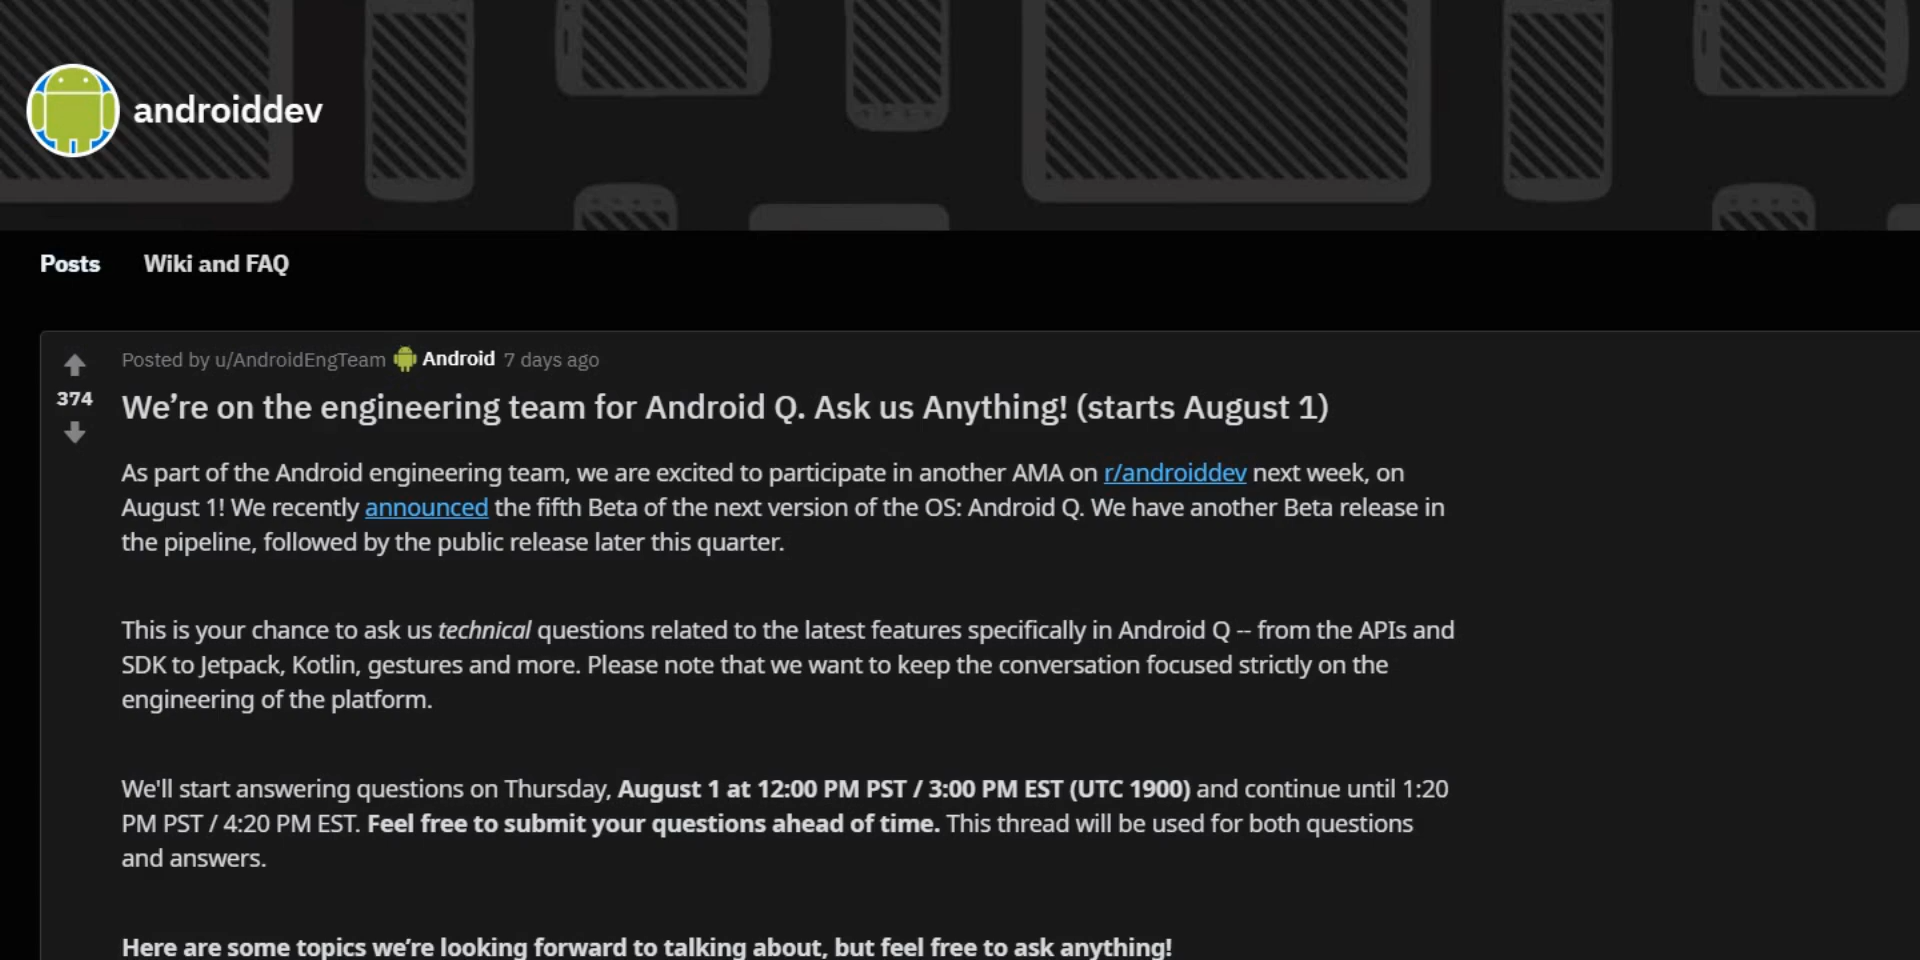 androiddev
Posts Wiki and FAQ
Posted by u/AndroidEngTeam Android 7 days ago
374
We’re on the engineering team for Android Q. Ask us Anything! (starts August 1)
As part of the Android engineering team, we are excited to participate in another AMA on r/androiddev next week, on
August 1! We recently announced the fifth Beta of the next version of the OS: Android Q. We have another Beta release in
the pipeline, followed by the public release later this quarter.
This is your chance to ask us technical questions related to the latest features specifically in Android Q -- from the APIs and
SDK to Jetpack, Kotlin, gestures and more. Please note that we want to keep the conversation focused strictly on the
engineering of the platform.
We'll start answering questions on Thursday, August 1 at 12:00 PM PST / 3:00 PM EST (UTC 1900) and continue until 1:20
PM PST / 4:20 PM EST. Feel free to submit your questions ahead of time. This thread will be used for both questions
and answers.
Here are some topics we’re looking forward to talking about, but feel free to ask anything!